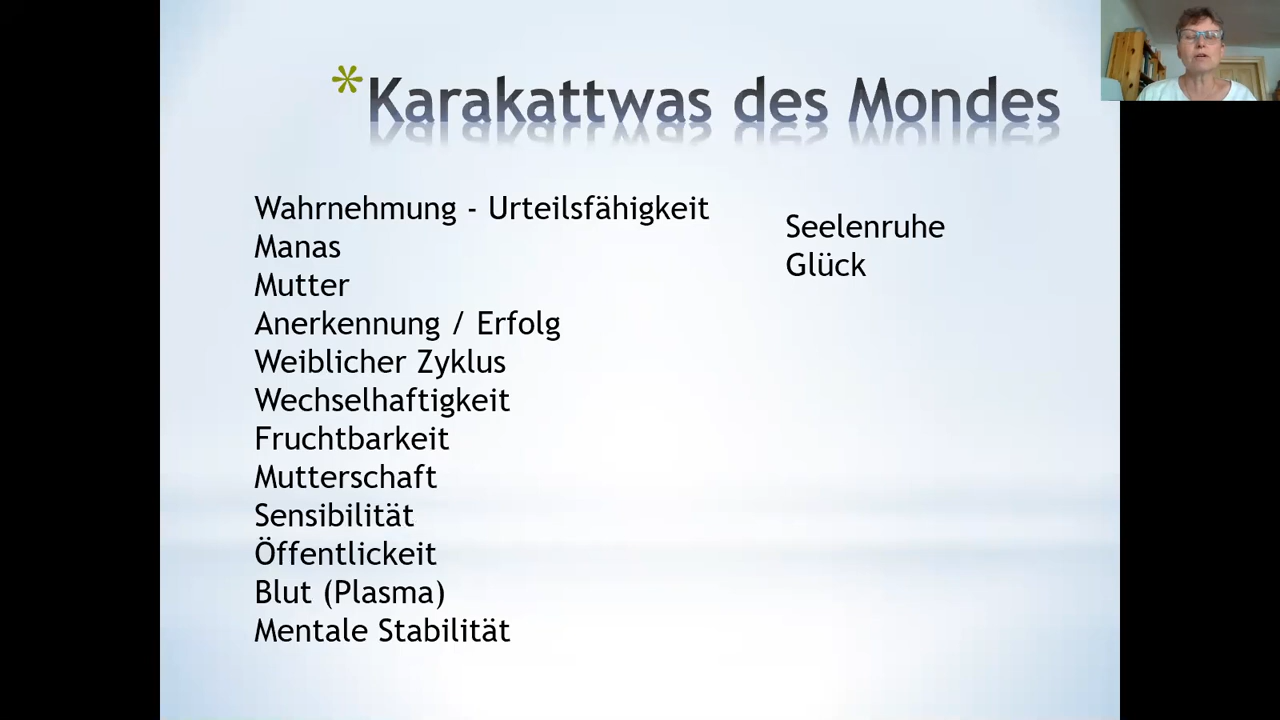 *Karakattwas des Mondes
Wahrnehmung - Urteilsfähigkeit
Manas
Mutter
Anerkennung / Erfolg
Weiblicher Zyklus
Wechselhaftigkeit
Fruchtbarkeit
Mutterschaft
Sensibilität
Öffentlickeit
Blut (Plasma)
Mentale Stabilität
Seelenruhe
Glück